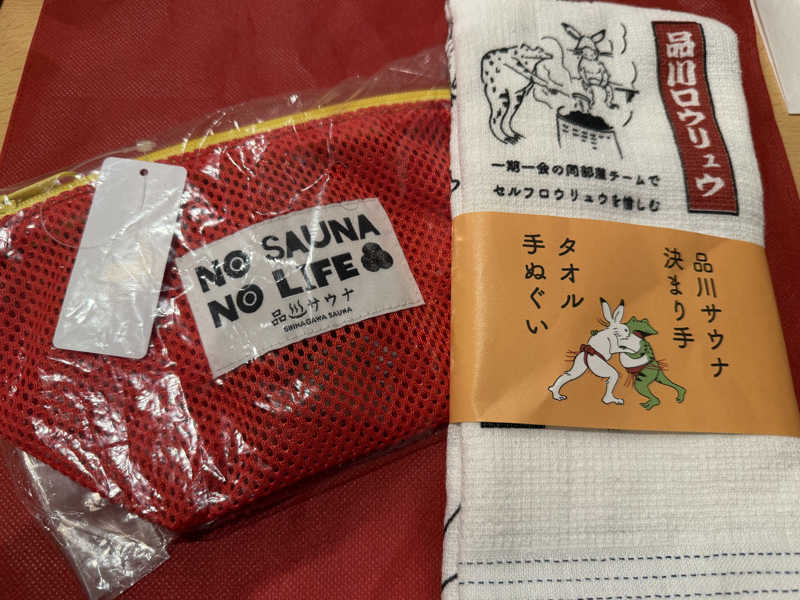 NO SAUNA
NO LIFE
品川サウナ
SHINAGAWA SAUNA
品川ロウリュウ
一期一会の同部屋チームで
セルフロウリュウを愉しむ
品川サウナ
決まり手
タオル
手ぬぐい